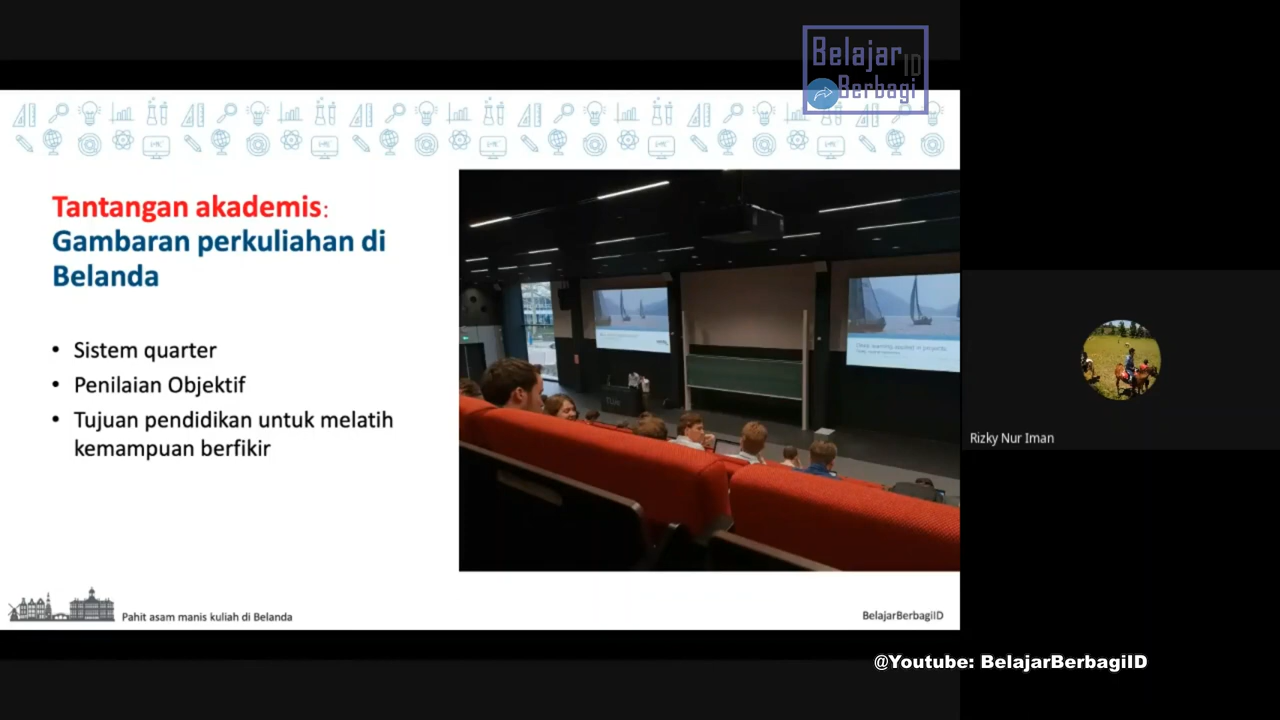 Belajar
ID
Berbagi
Tantangan akademis:
Gambaran perkuliahan di
Belanda
• Sistem quarter
• Penilaian Objektif
• Tujuan pendidikan untuk melatih
kemampuan berfikir
Rizky Nur Iman
Pahit asam manis kuliah di Belanda
BelajarBerbagiID
@Youtube: BelajarBerbagiID